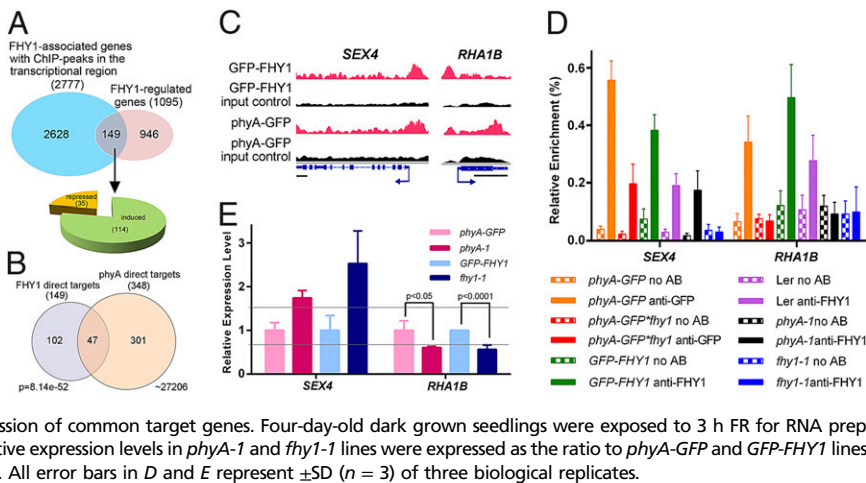 A
FHY1-associated genes
with ChIP-peaks in the
transcriptional region
(2777)
FHY1-regulated
genes (1095)
2628
149
946
repressed
(35)
induced
(114)
B
FHY1 direct targets
(149)
phyA direct targets
(348)
102
47
301
p=8.14e-52
~27206
C
SEX4
RHA1B
GFP-FHY1
GFP-FHY1
input control
phyA-GFP
phyA-GFP
input control
E
Relative Expression Level
3
2
1
0
phyA-GFP
phyA-1
GFP-FHY1
fhy1-1
p<0.05
p<0.0001
SEX4
RHA1B
D
Relative Enrichment (%)
0.6
0.4
0.2
0.0
SEX4
RHA1B
phyA-GFP no AB
phyA-GFP anti-GFP
phyA-GFP*fhy1 no AB
phyA-GFP*fhy1 anti-GFP
GFP-FHY1 no AB
GFP-FHY1 anti-FHY1
Ler no AB
Ler anti-FHY1
phyA-1no AB
phyA-1anti-FHY1
fhy1-1 no AB
fhy1-1anti-FHY1
ession of common target genes. Four-day-old dark grown seedlings were exposed to 3 h FR for RNA prep
tive expression levels in phyA-1 and fhy1-1 lines were expressed as the ratio to phyA-GFP and GFP-FHY1 lines
. All error bars in D and E represent ±SD (n = 3) of three biological replicates.